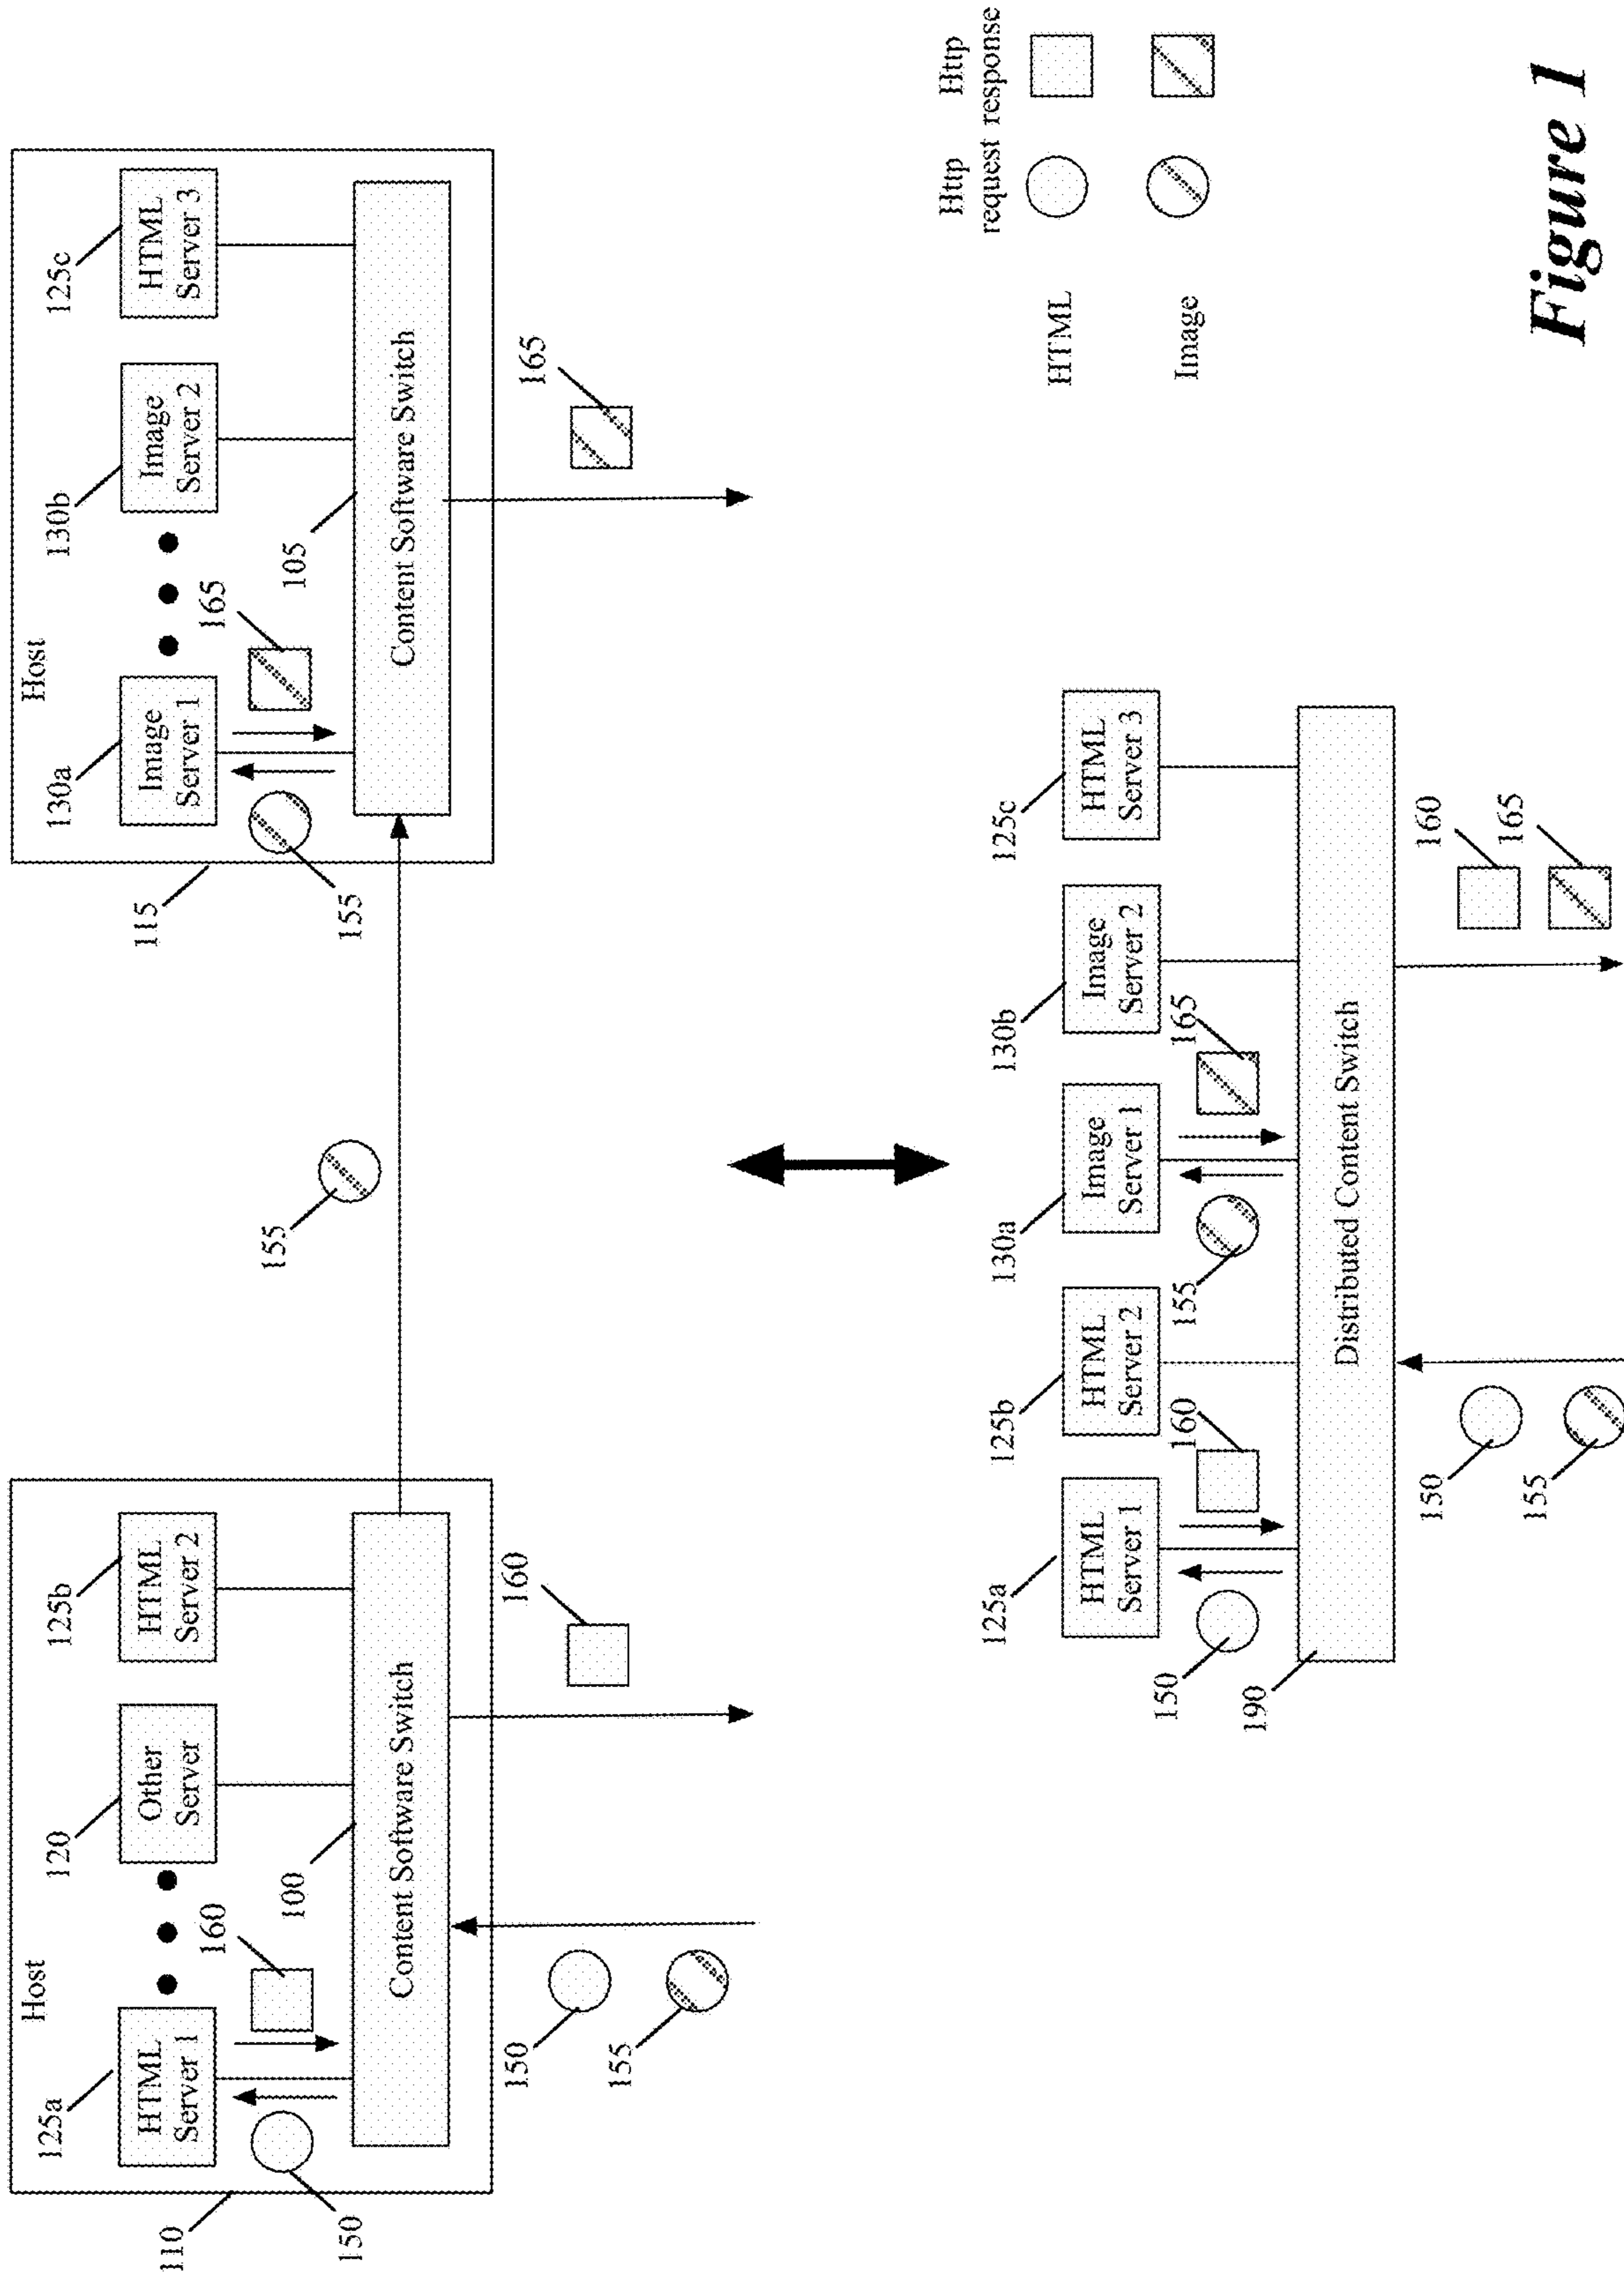 Host
125a
120
125b
HTML
Server 1
Other
Server
HTML
Server 2
160
100
150
110
Content Software Switch
150
155
160
155
Host
130a
130b
125c
Image
Server 1
Image
Server 2
HTML
Server 3
165
105
155
115
Content Software Switch
165
125a
125b
130a
130b
125c
HTML
Server 1
HTML
Server 2
Image
Server 1
Image
Server 2
HTML
Server 3
150
160
155
165
190
Distributed Content Switch
150
155
160
165
Http
request
Http
response
HTML
Image
Figure 1